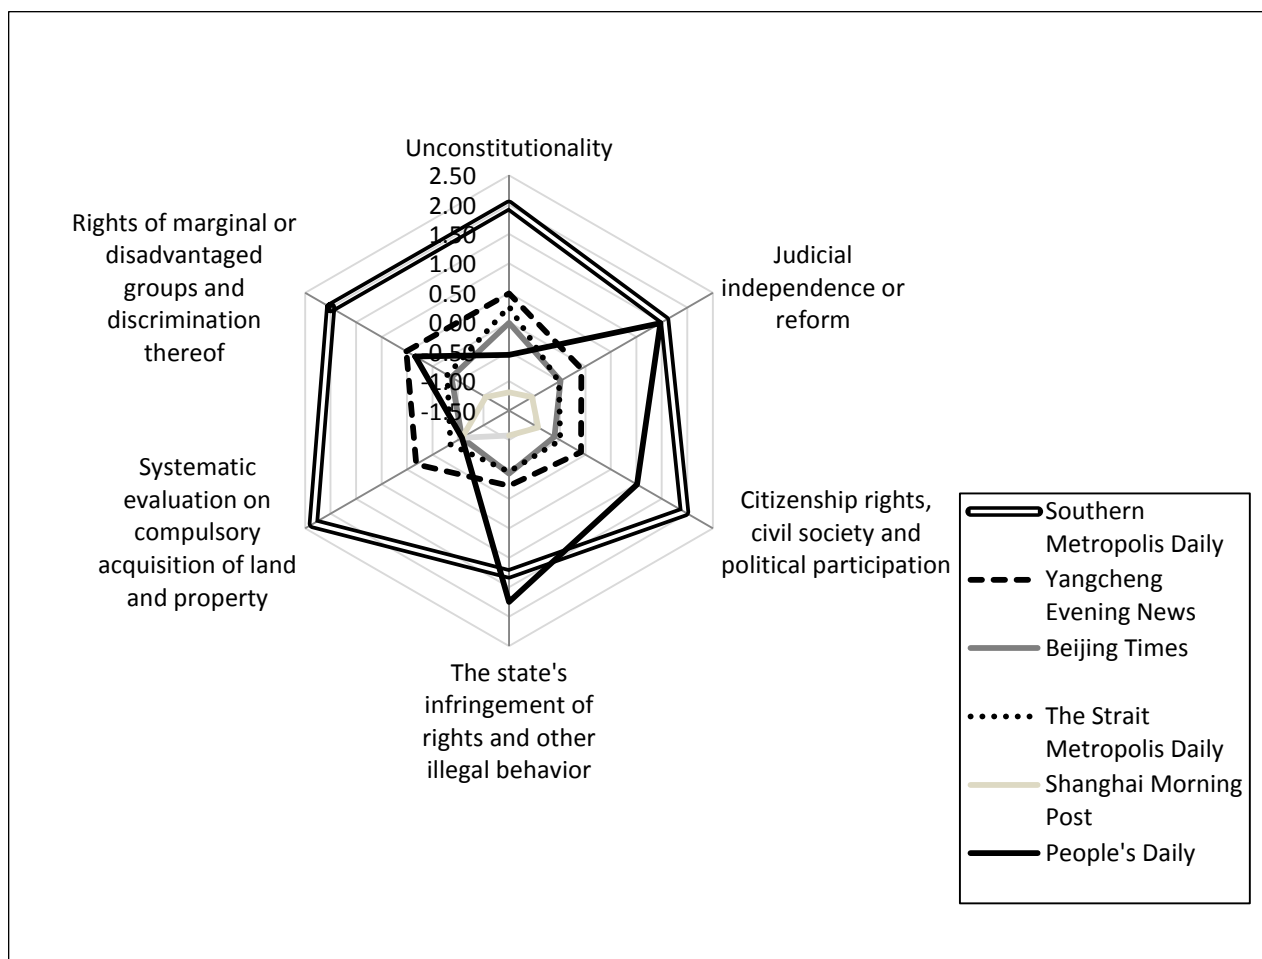 Unconstitutionality
2.50
2.00
1.50
1.00
0.50
0.00
0.50
-1.00
-1.50
Judicial
independence or
reform
Citizenship rights,
civil society and
political participation
The state's
infringement of
rights and other
illegal behavior
Systematic
evaluation on
compulsory
acquisition of land
and property
Rights of marginal or
disadvantaged
groups and
discrimination
thereof
Southern
Metropolis Daily
Yangcheng
Evening News
Beijing Times
The Strait
Metropolis Daily
Shanghai Morning
Post
People's Daily